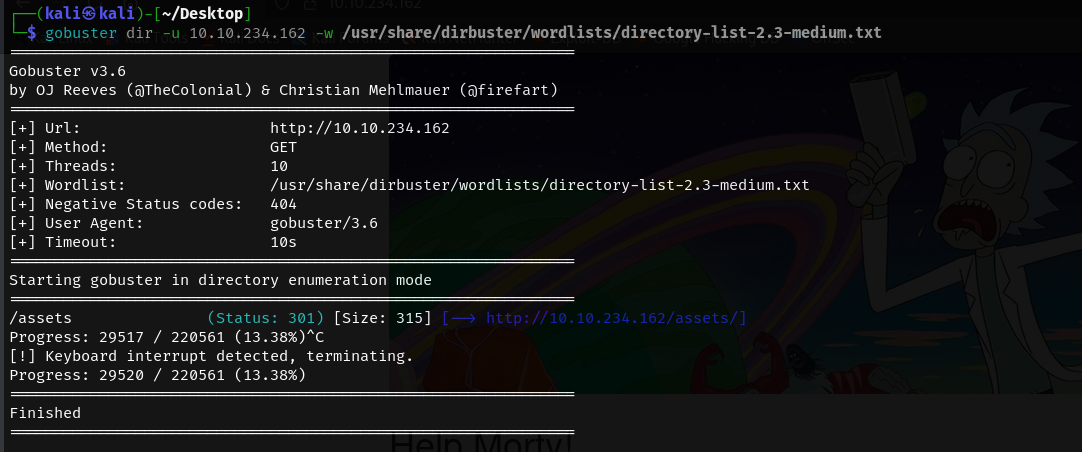 10.10.234.162
┌──(kali㉿kali)-[~/Desktop]
└─$ gobuster dir -u 10.10.234.162 -w /usr/share/dirbuster/wordlists/directory-list-2.3-medium.txt
===============================================================
Gobuster v3.6
by OJ Reeves (@TheColonial) & Christian Mehlmauer (@firefart)
===============================================================
[+] Url:                     http://10.10.234.162
[+] Method:                  GET
[+] Threads:                 10
[+] Wordlist:                /usr/share/dirbuster/wordlists/directory-list-2.3-medium.txt
[+] Negative Status codes:   404
[+] User Agent:              gobuster/3.6
[+] Timeout:                 10s
===============================================================
Starting gobuster in directory enumeration mode
===============================================================
/assets               (Status: 301) [Size: 315] [--> http://10.10.234.162/assets/]
Progress: 29517 / 220561 (13.38%)^C
[!] Keyboard interrupt detected, terminating.
Progress: 29520 / 220561 (13.38%)
===============================================================
Finished
===============================================================
Help Morty!